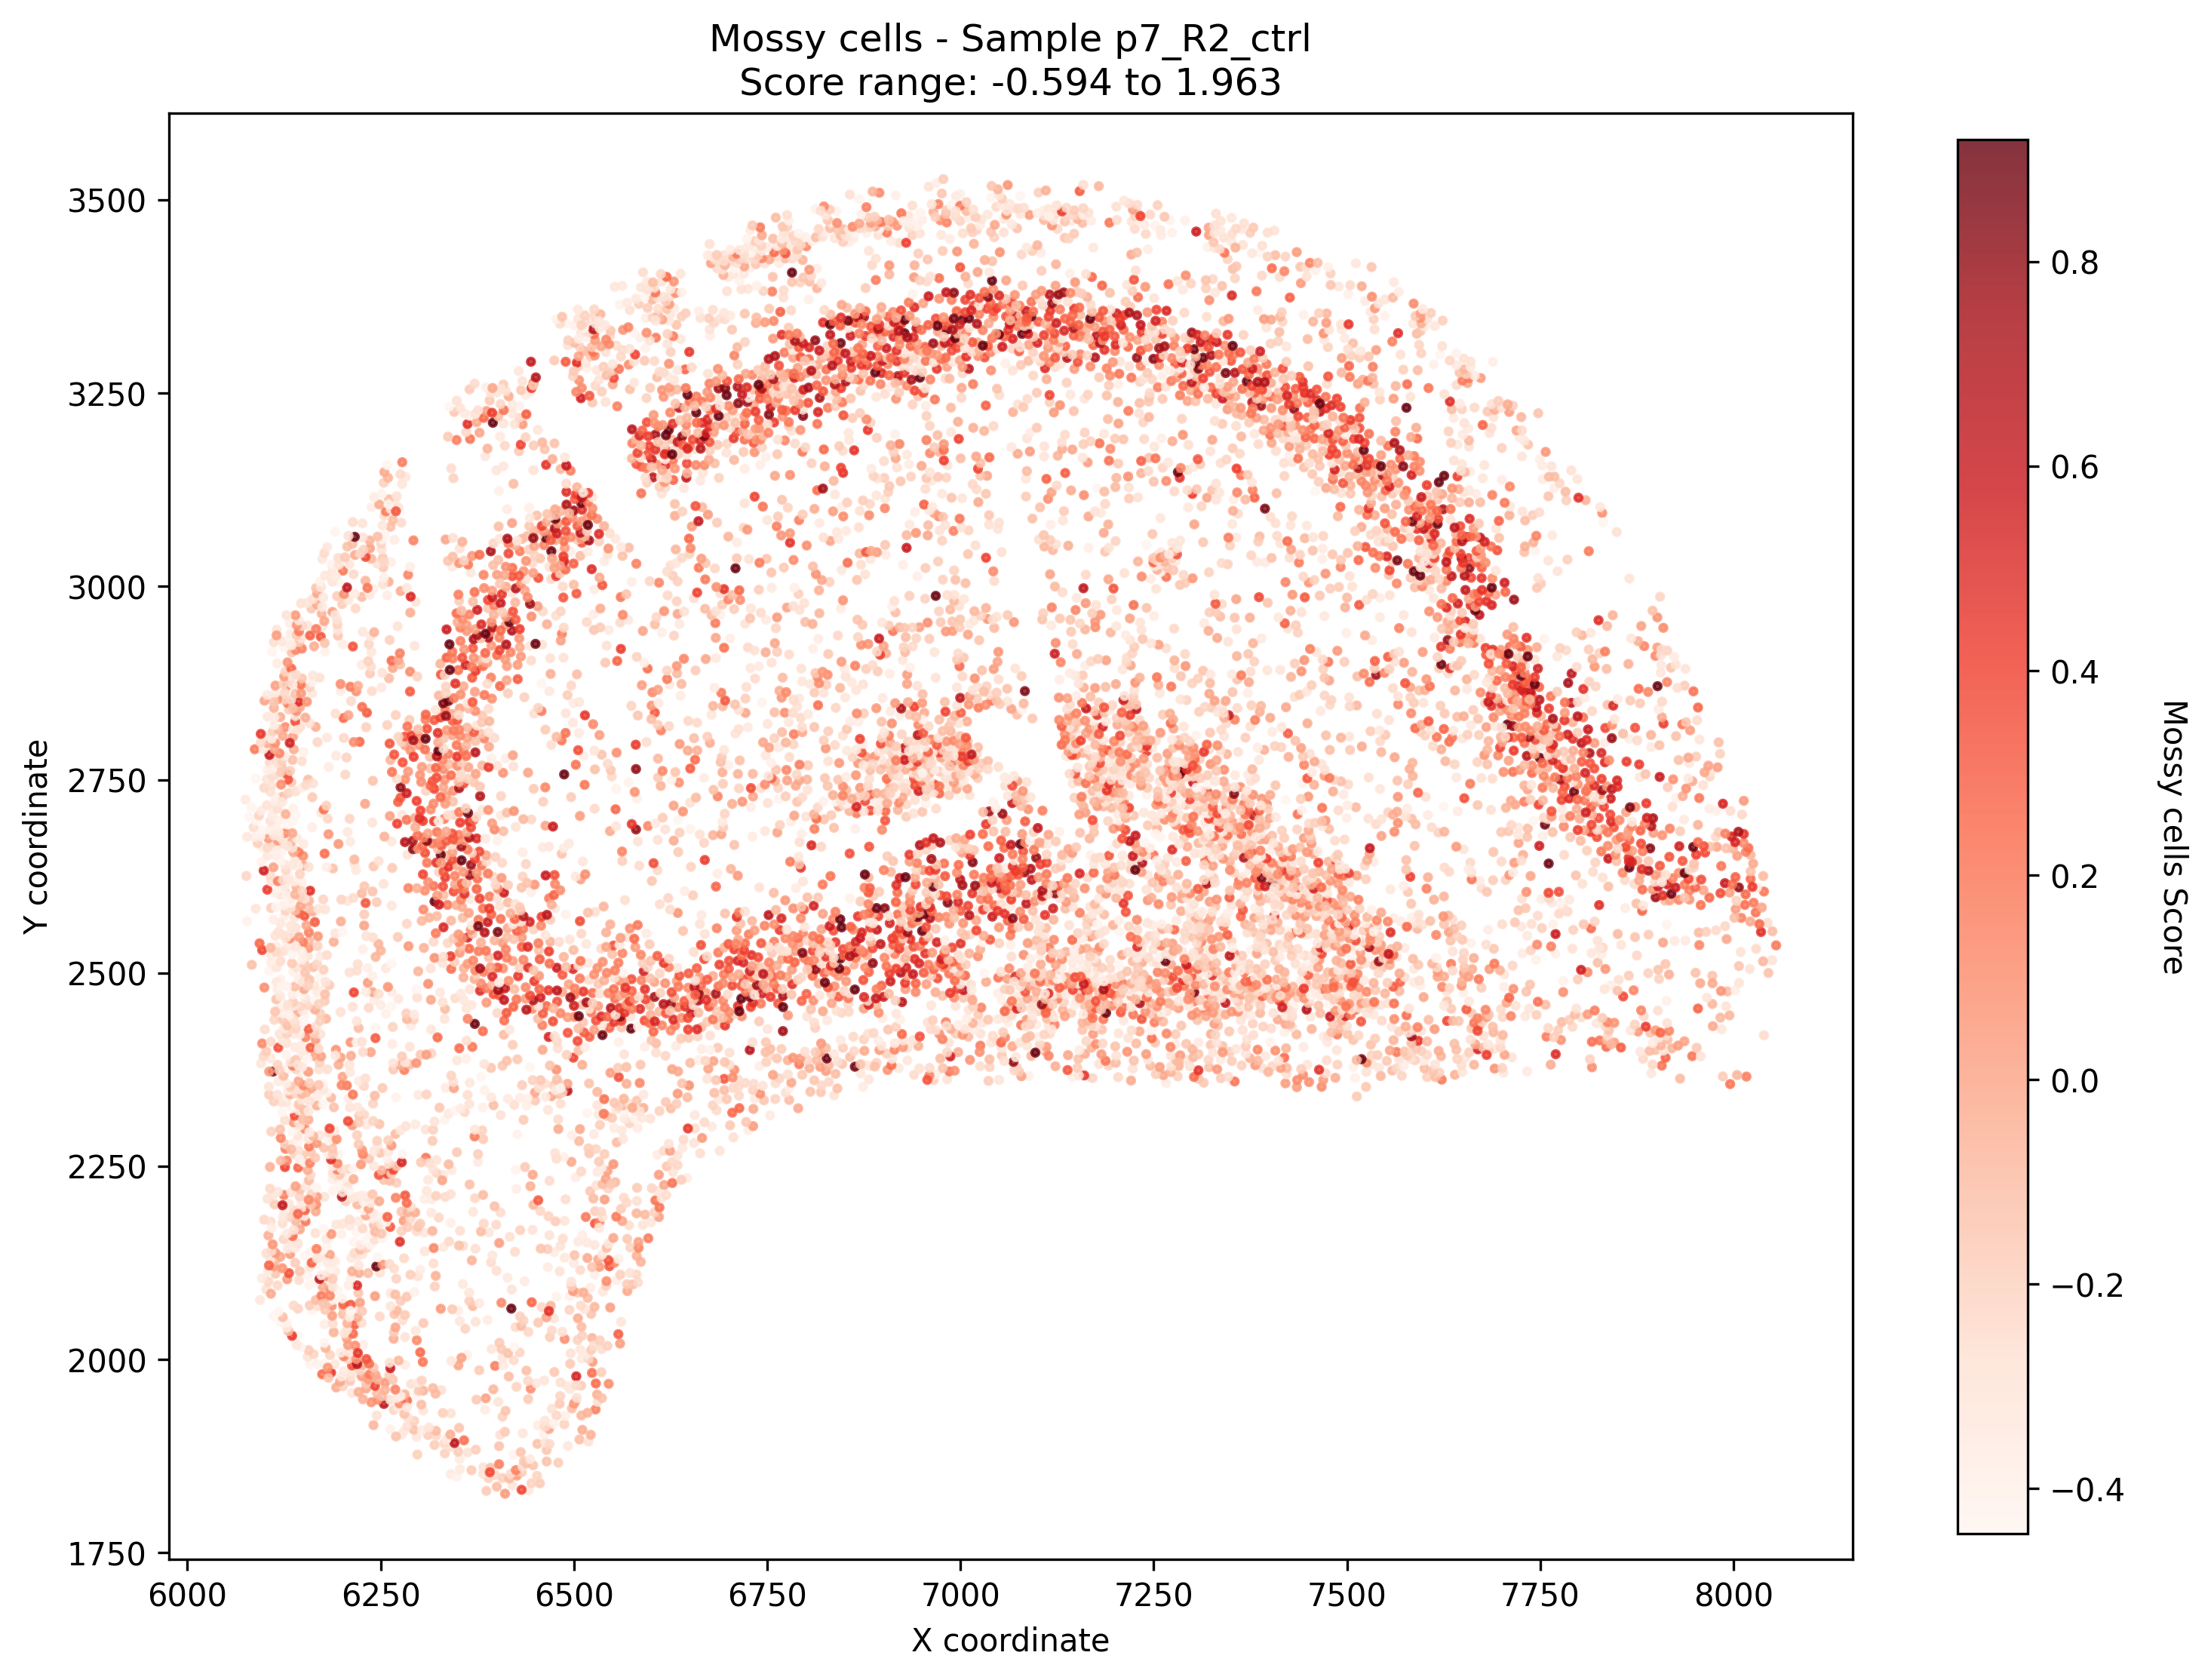 Mossy cells - Sample p7_R2_ctrl
Score range: -0.594 to 1.963
3500
3250
3000
2750
2500
2250
2000
1750
Y coordinate
6000 6250 6500 6750 7000 7250 7500 7750 8000
X coordinate
0.8
0.6
0.4
0.2
0.0
−0.2
−0.4
Mossy cells Score